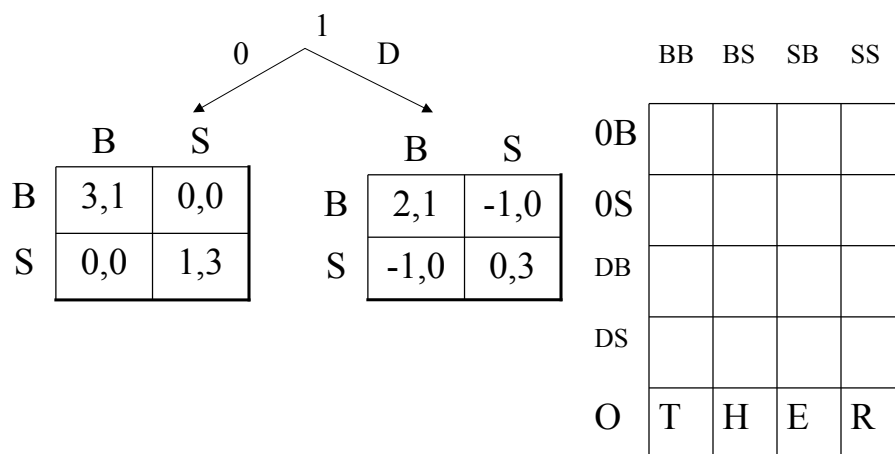 1
0 D
B S
B 3,1 0,0
S 0,0 1,3
B S
B 2,1 -1,0
S -1,0 0,3
BB BS SB SS
0B
0S
DB
DS
O T H E R